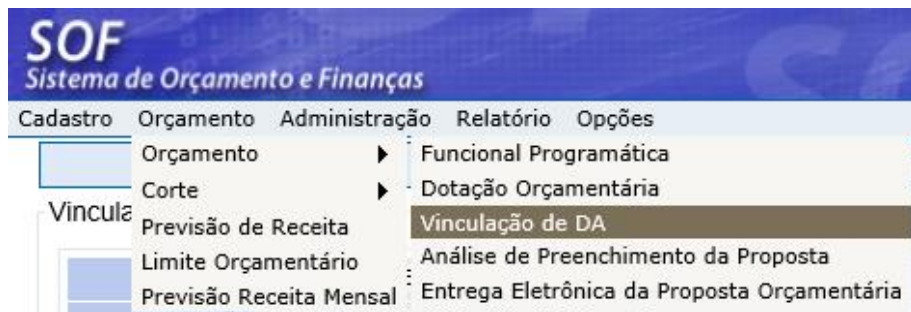 SOF
Sistema de Orçamento e Finanças
Cadastro Orçamento Administração Relatório Opções
Orçamento
Corte
Previsão de Receita
Limite Orçamentário
Previsão Receita Mensal
Funcional Programática
Dotação Orçamentária
Vinculação de DA
Análise de Preenchimento da Proposta
Entrega Eletrônica da Proposta Orçamentária
Vincula